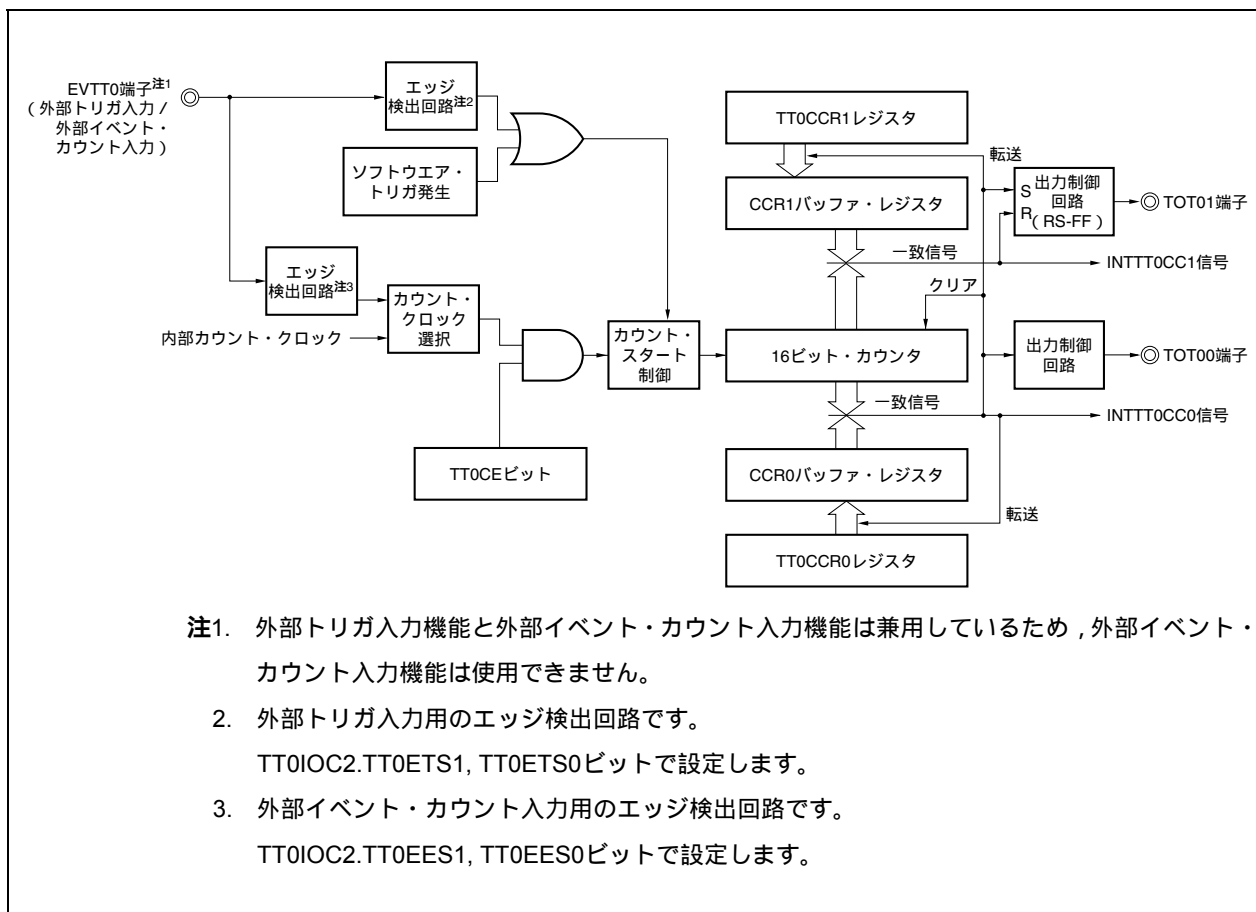 EVTT0端子注1
（外部トリガ入力／
外部イベント・
カウント入力）
エッジ
検出回路注2
ソフトウエア・
トリガ発生
エッジ
検出回路注3
内部カウント・クロック
カウント・
クロック
選択
TT0CEビット
カウント・
スタート
制御
TT0CCR1レジスタ
転送
CCR1バッファ・レジスタ
一致信号
クリア
16ビット・カウンタ
一致信号
CCR0バッファ・レジスタ
転送
TT0CCR0レジスタ
S
R
出力制御
回路
（RS-FF）
TOT01端子
INTTT0CC1信号
出力制御
回路
TOT00端子
INTTT0CC0信号
注1. 外部トリガ入力機能と外部イベント・カウント入力機能は兼用しているため，外部イベント・
カウント入力機能は使用できません。
2. 外部トリガ入力用のエッジ検出回路です。
TT0IOC2.TT0ETS1, TT0ETS0ビットで設定します。
3. 外部イベント・カウント入力用のエッジ検出回路です。
TT0IOC2.TT0EES1, TT0EES0ビットで設定します。